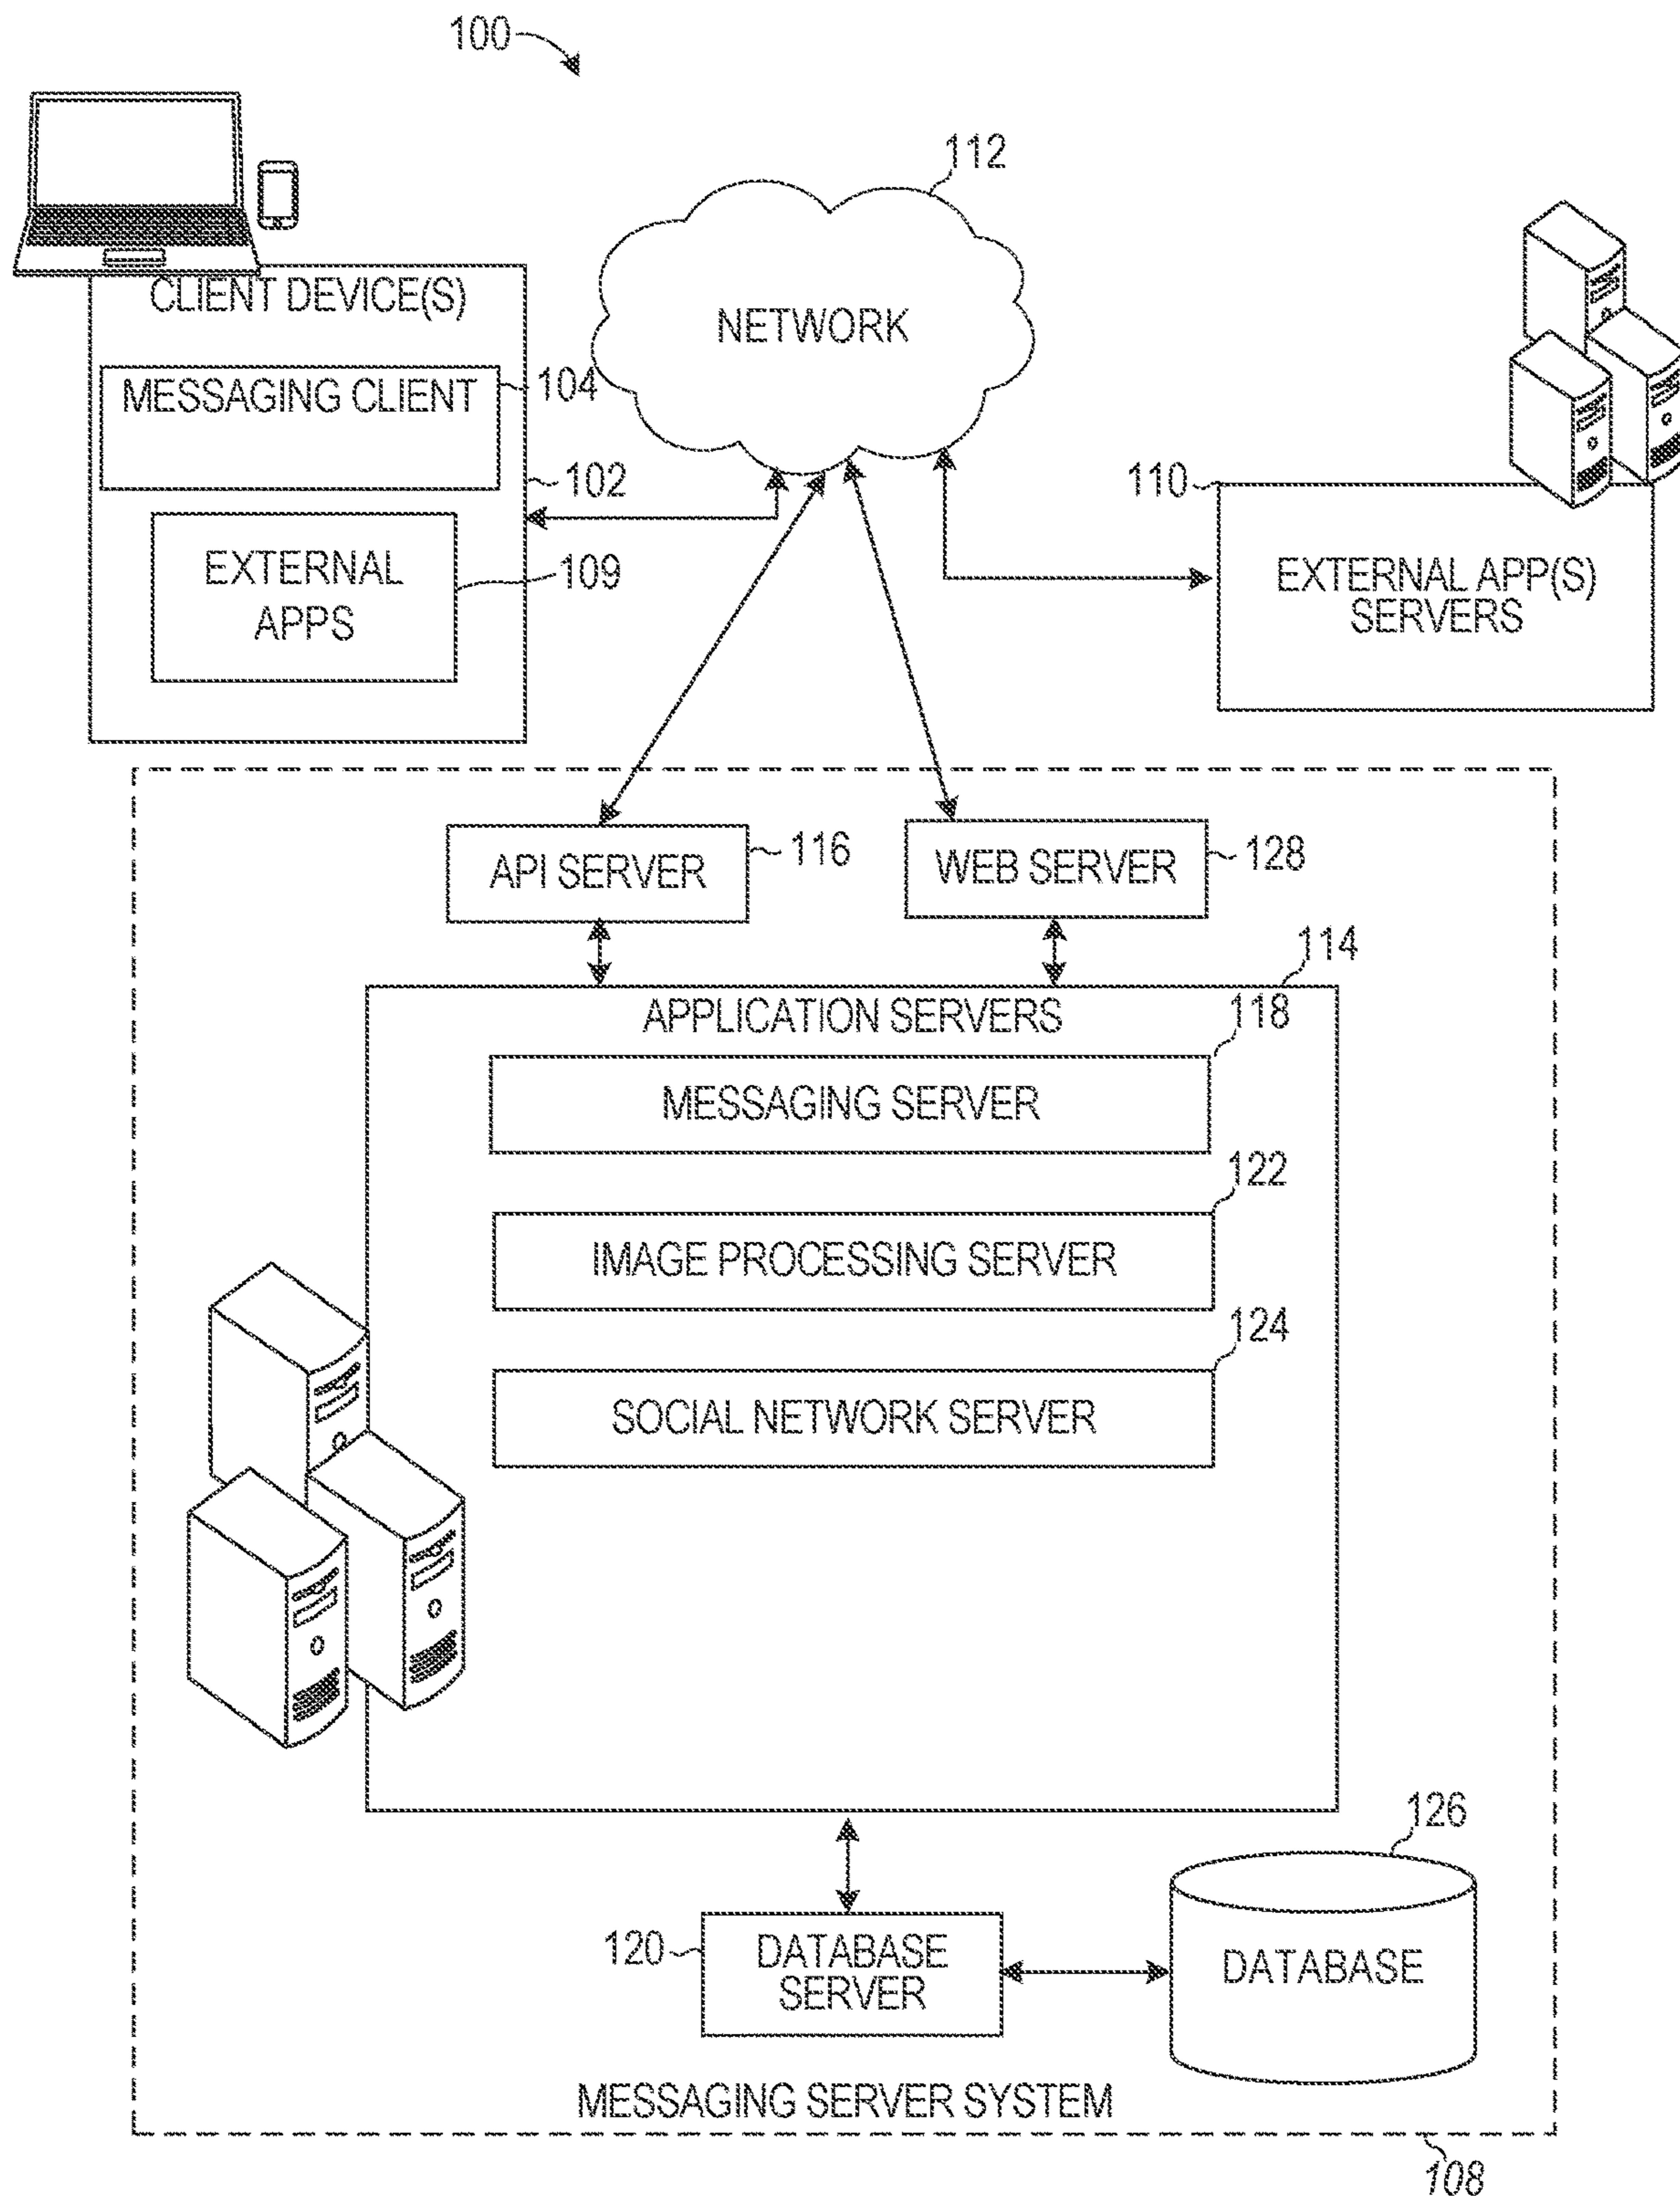 100
112
CLIENT DEVICE(S)
NETWORK
MESSAGING CLIENT
104
102
110
EXTERNAL
APPS
109
EXTERNAL APP(S)
SERVERS
API SERVER
116
WEB SERVER
128
114
APPLICATION SERVERS
118
MESSAGING SERVER
122
IMAGE PROCESSING SERVER
124
SOCIAL NETWORK SERVER
126
120
DATABASE
SERVER
DATABASE
MESSAGING SERVER SYSTEM
108